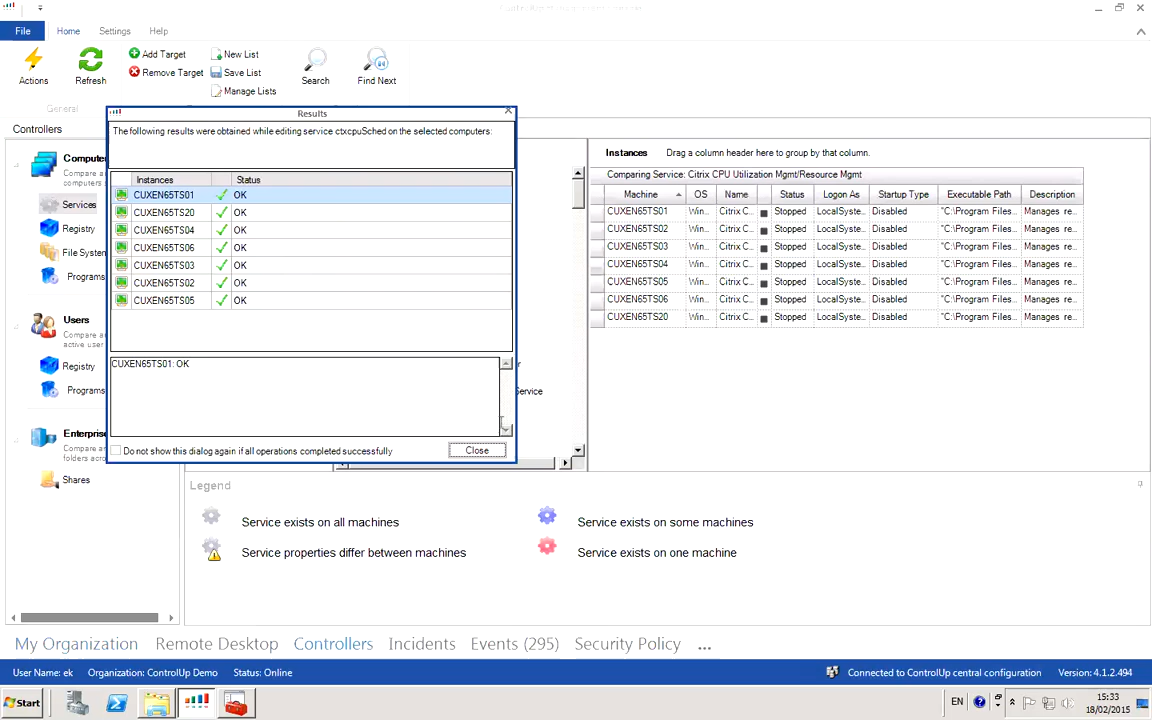 File
Home
Settings
Help
Actions
Refresh
Add Target
Remove Target
New List
Save List
Manage Lists
Search
Find Next
General
Controllers
Computer
Compare a
computers
Services
Registry
File System
Programs
Users
Compare a
active user
Registry
Programs
Enterprise
Compare a
folders acro
Shares
Results
The following results were obtained while editing service ctxcpuSched on the selected computers:
Instances Status
CUXEN65TS01 OK
CUXEN65TS20 OK
CUXEN65TS04 OK
CUXEN65TS06 OK
CUXEN65TS03 OK
CUXEN65TS02 OK
CUXEN65TS05 OK
CUXEN65TS01: OK
Do not show this dialog again if all operations completed successfully
Close
Service
Instances Drag a column header here to group by that column.
Comparing Service: Citrix CPU Utilization Mgmt/Resource Mgmt
Machine OS Name Status Logon As Startup Type Executable Path Description
CUXEN65TS01 Win... Citrix C... Stopped LocalSyste... Disabled "C:\Program Files... Manages re...
CUXEN65TS02 Win... Citrix C... Stopped LocalSyste... Disabled "C:\Program Files... Manages re...
CUXEN65TS03 Win... Citrix C... Stopped LocalSyste... Disabled "C:\Program Files... Manages re...
CUXEN65TS04 Win... Citrix C... Stopped LocalSyste... Disabled "C:\Program Files... Manages re...
CUXEN65TS05 Win... Citrix C... Stopped LocalSyste... Disabled "C:\Program Files... Manages re...
CUXEN65TS06 Win... Citrix C... Stopped LocalSyste... Disabled "C:\Program Files... Manages re...
CUXEN65TS20 Win... Citrix C... Stopped LocalSyste... Disabled "C:\Program Files... Manages re...
Legend
Service exists on all machines
Service exists on some machines
Service properties differ between machines
Service exists on one machine
My Organization Remote Desktop Controllers Incidents Events (295) Security Policy ...
User Name: ek Organization: ControlUp Demo Status: Online Connected to ControlUp central configuration Version: 4.1.2.494
Start
EN
15:33
18/02/2015